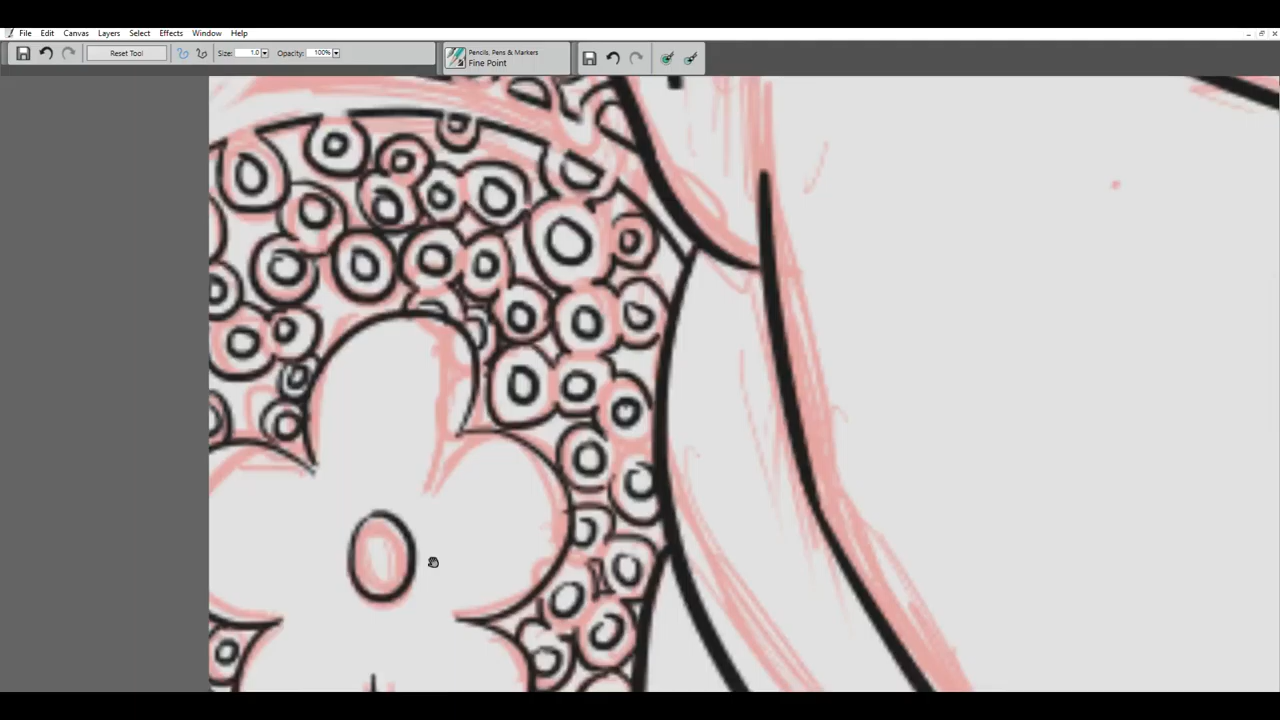 File Edit Canvas Layers Select Effects Window Help
Reset Tool Size: 1.0 Opacity: 100% Pencils, Pens & Markers
Fine Point